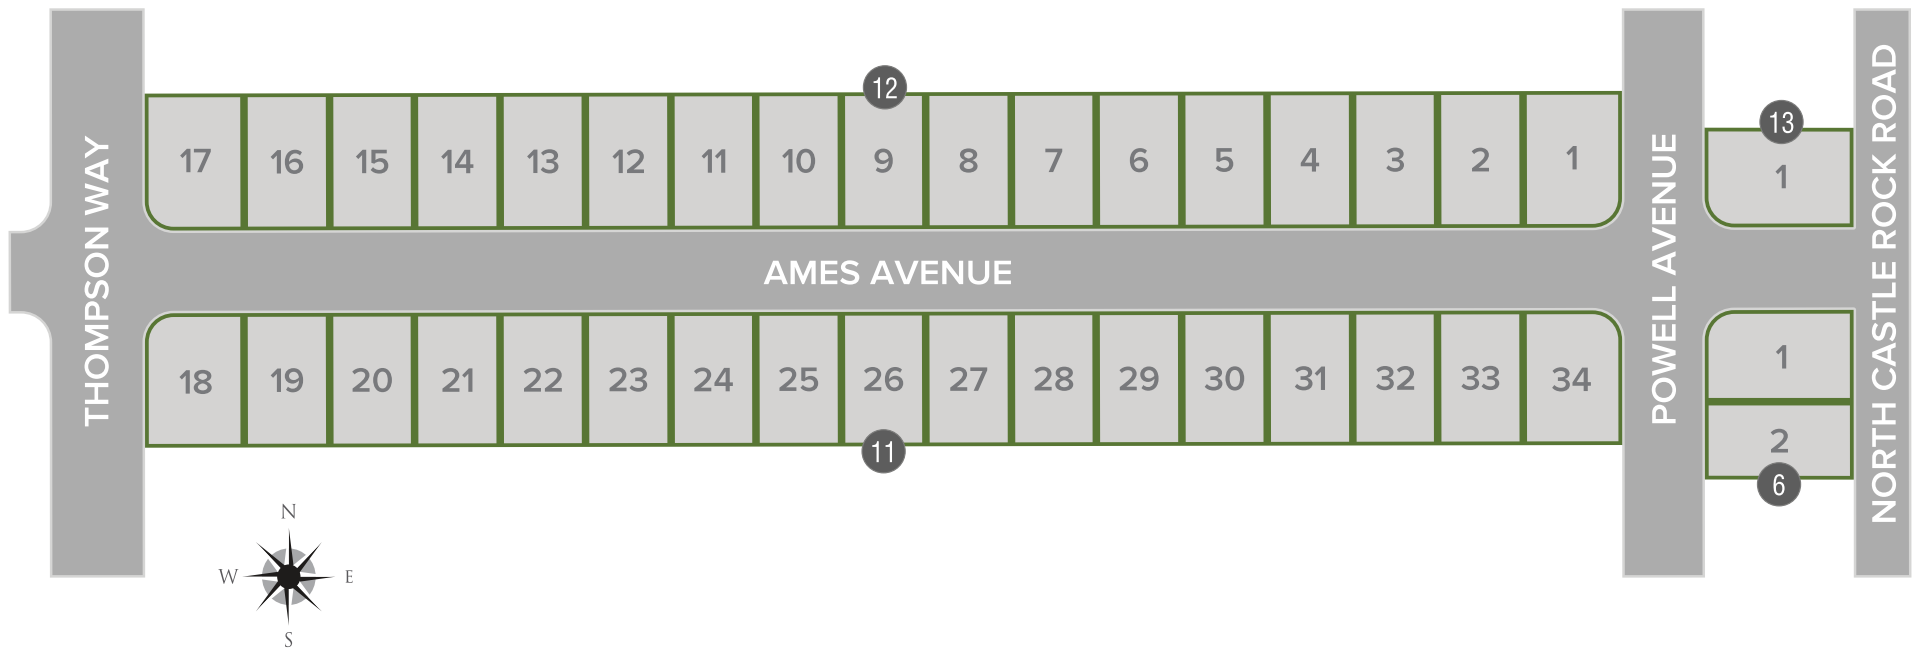 THOMPSON WAY
12
17 16 15 14 13 12 11 10 9 8 7 6 5 4 3 2 1
AMES AVENUE
18 19 20 21 22 23 24 25 26 27 28 29 30 31 32 33 34
11
POWELL AVENUE
13
1
1
2
6
NORTH CASTLE ROCK ROAD
N
W E
S